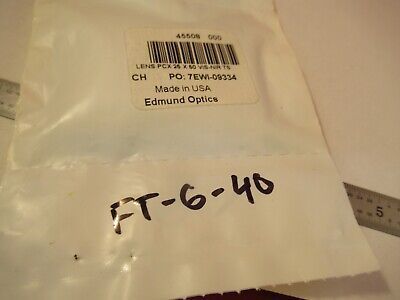 45508 000
LENS PCX 25 X 50 VIS-NIR TS
CH PO: 7EWI-09334
Made in USA
Edmund Optics
FT-6-40
5